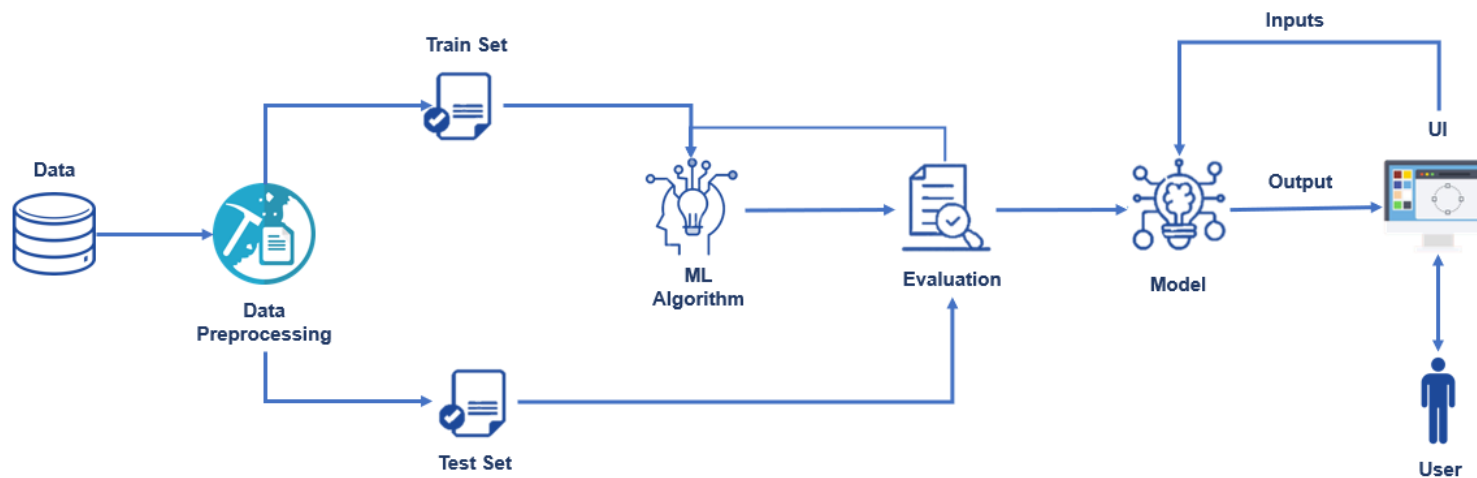 Inputs
Train Set
UI
Data
Output
ML
Algorithm
Evaluation
Model
Data
Preprocessing
Test Set
User